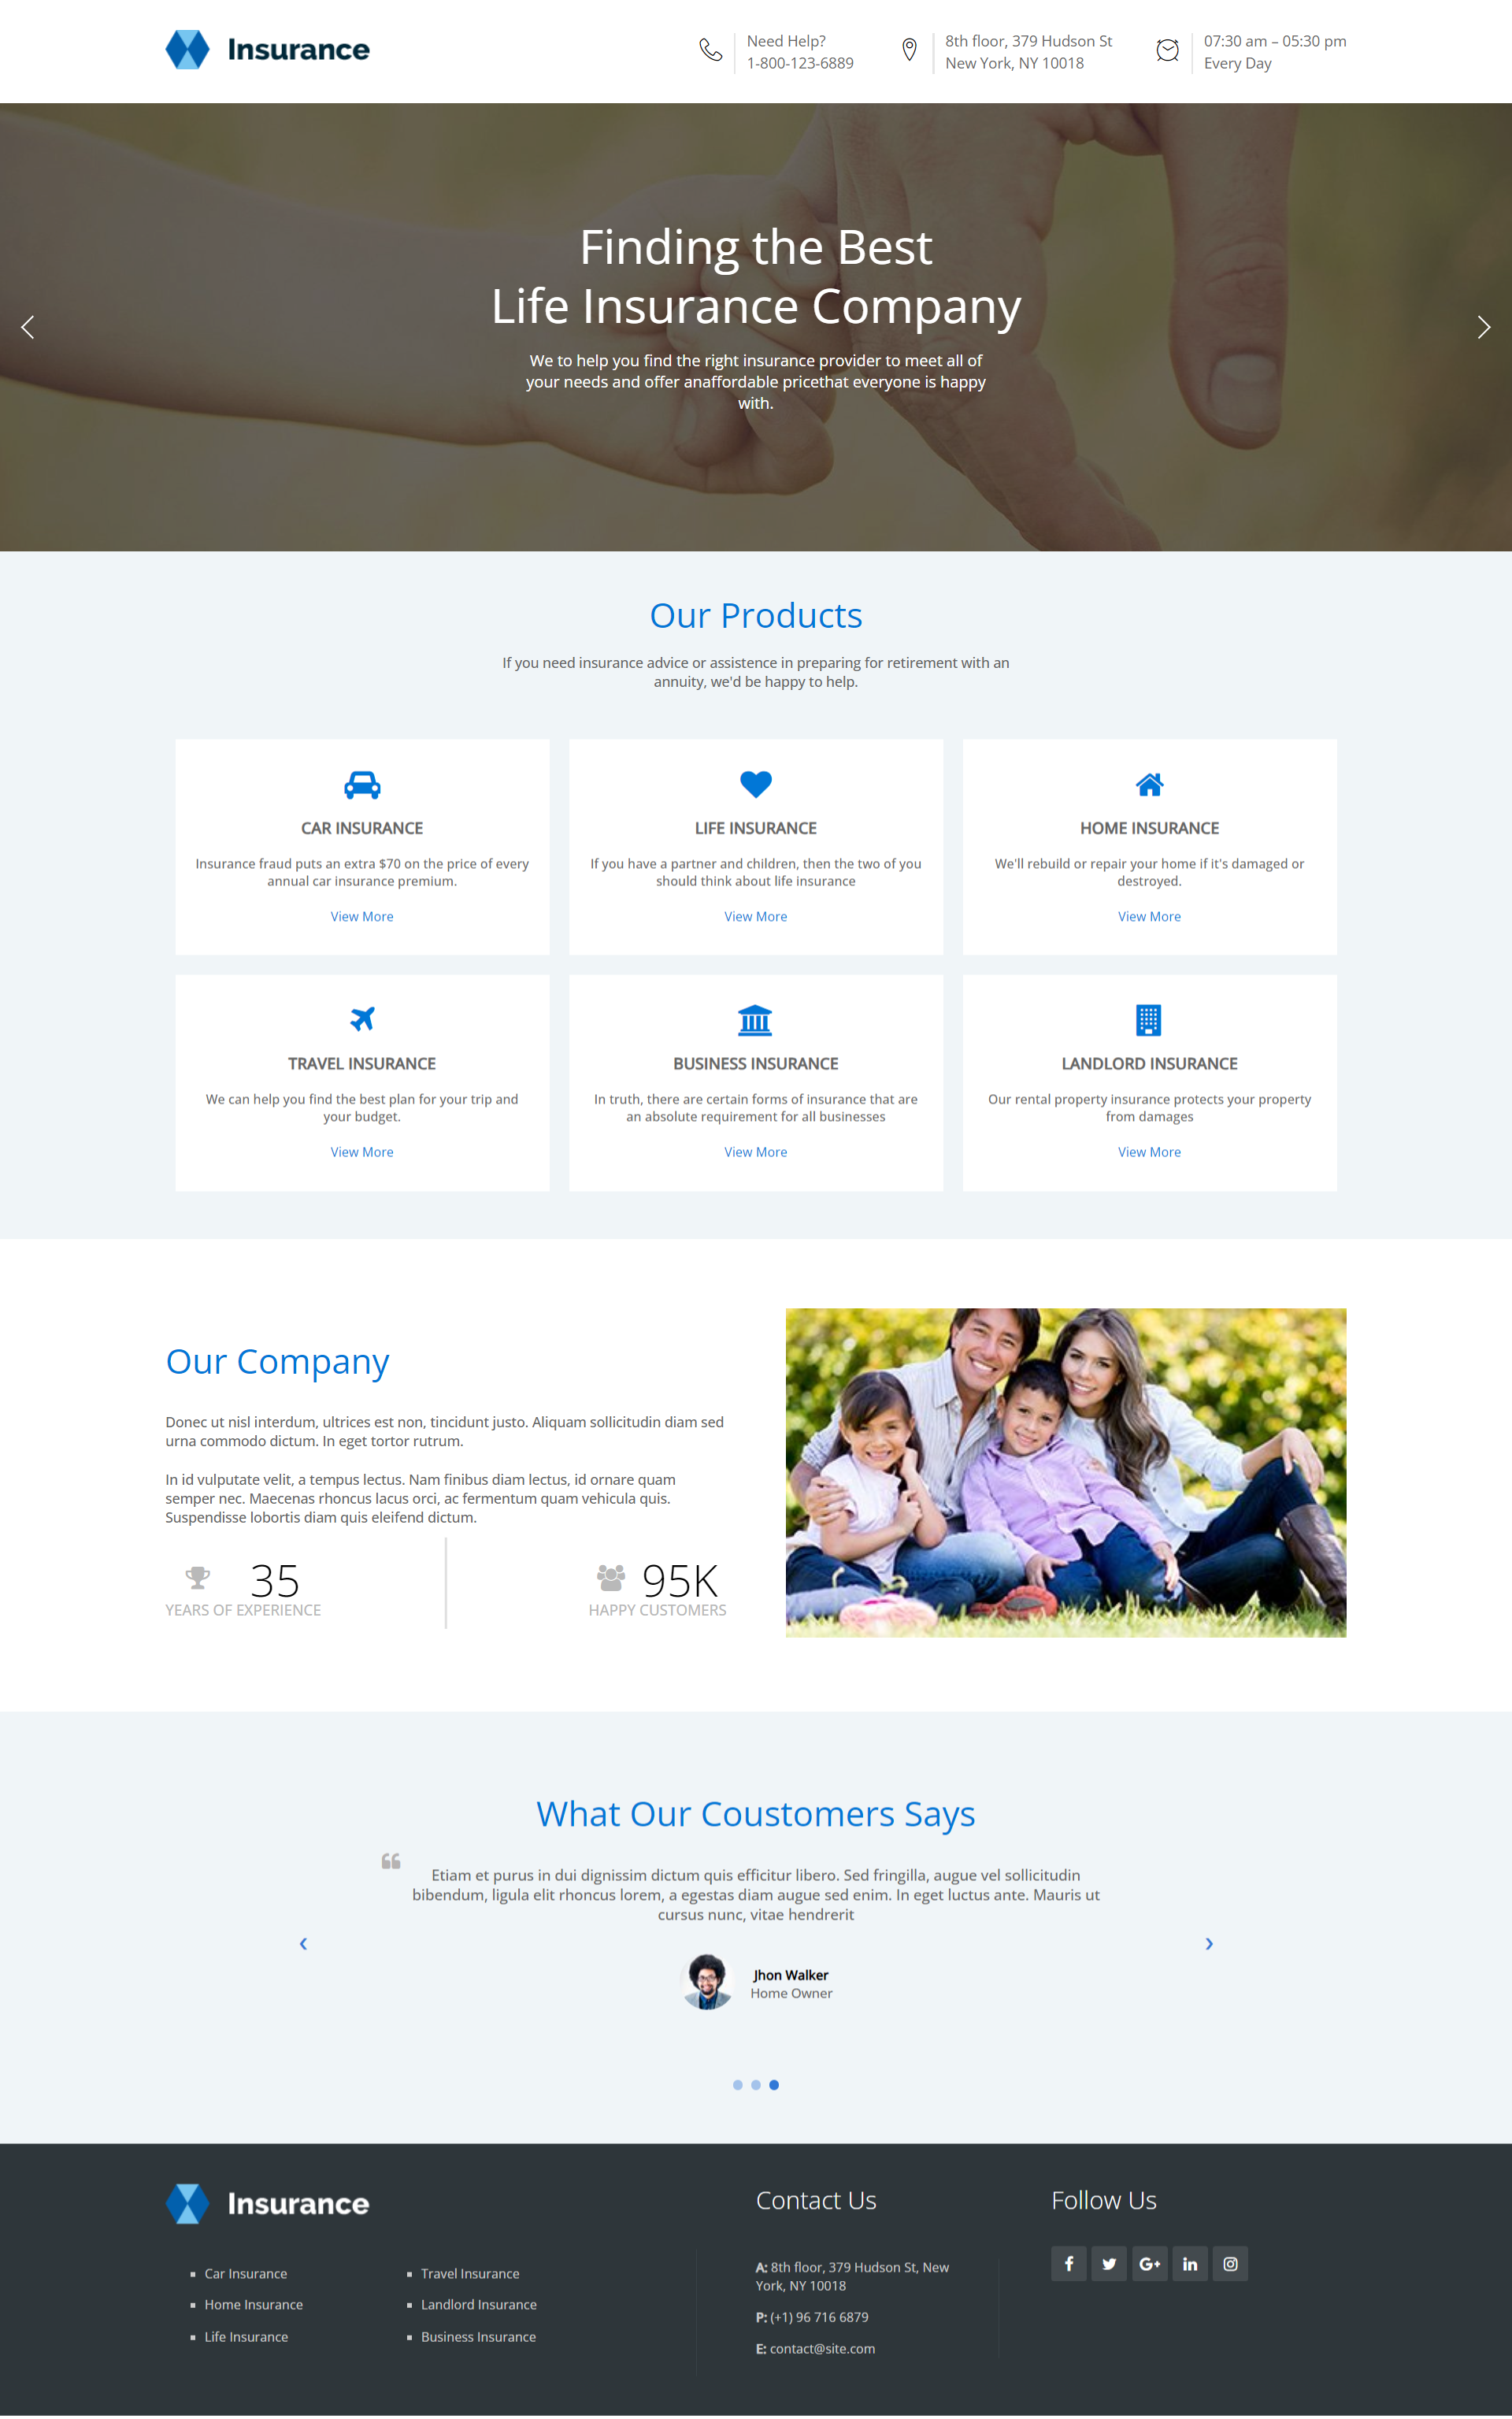 Insurance
Need Help?
1-800-123-6889
8th floor, 379 Hudson St
New York, NY 10018
07:30 am – 05:30 pm
Every Day
Finding the Best
Life Insurance Company
We to help you find the right insurance provider to meet all of
your needs and offer anaffordable pricethat everyone is happy
with.
Our Products
If you need insurance advice or assistence in preparing for retirement with an
annuity, we'd be happy to help.
CAR INSURANCE
Insurance fraud puts an extra $70 on the price of every
annual car insurance premium.
View More
LIFE INSURANCE
If you have a partner and children, then the two of you
should think about life insurance
View More
HOME INSURANCE
We'll rebuild or repair your home if it's damaged or
destroyed.
View More
TRAVEL INSURANCE
We can help you find the best plan for your trip and
your budget.
View More
BUSINESS INSURANCE
In truth, there are certain forms of insurance that are
an absolute requirement for all businesses
View More
LANDLORD INSURANCE
Our rental property insurance protects your property
from damages
View More
Our Company
Donec ut nisl interdum, ultrices est non, tincidunt justo. Aliquam sollicitudin diam sed
urna commodo dictum. In eget tortor rutrum.
In id vulputate velit, a tempus lectus. Nam finibus diam lectus, id ornare quam
semper nec. Maecenas rhoncus lacus orci, ac fermentum quam vehicula quis.
Suspendisse lobortis diam quis eleifend dictum.
35
YEARS OF EXPERIENCE
95K
HAPPY CUSTOMERS
What Our Coustomers Says
Etiam et purus in dui dignissim dictum quis efficitur libero. Sed fringilla, augue vel sollicitudin
bibendum, ligula elit rhoncus lorem, a egestas diam augue sed enim. In eget luctus ante. Mauris ut
cursus nunc, vitae hendrerit
Jhon Walker
Home Owner
Insurance
Car Insurance
Home Insurance
Life Insurance
Travel Insurance
Landlord Insurance
Business Insurance
Contact Us
A: 8th floor, 379 Hudson St, New
York, NY 10018
P: (+1) 96 716 6879
E: contact@site.com
Follow Us